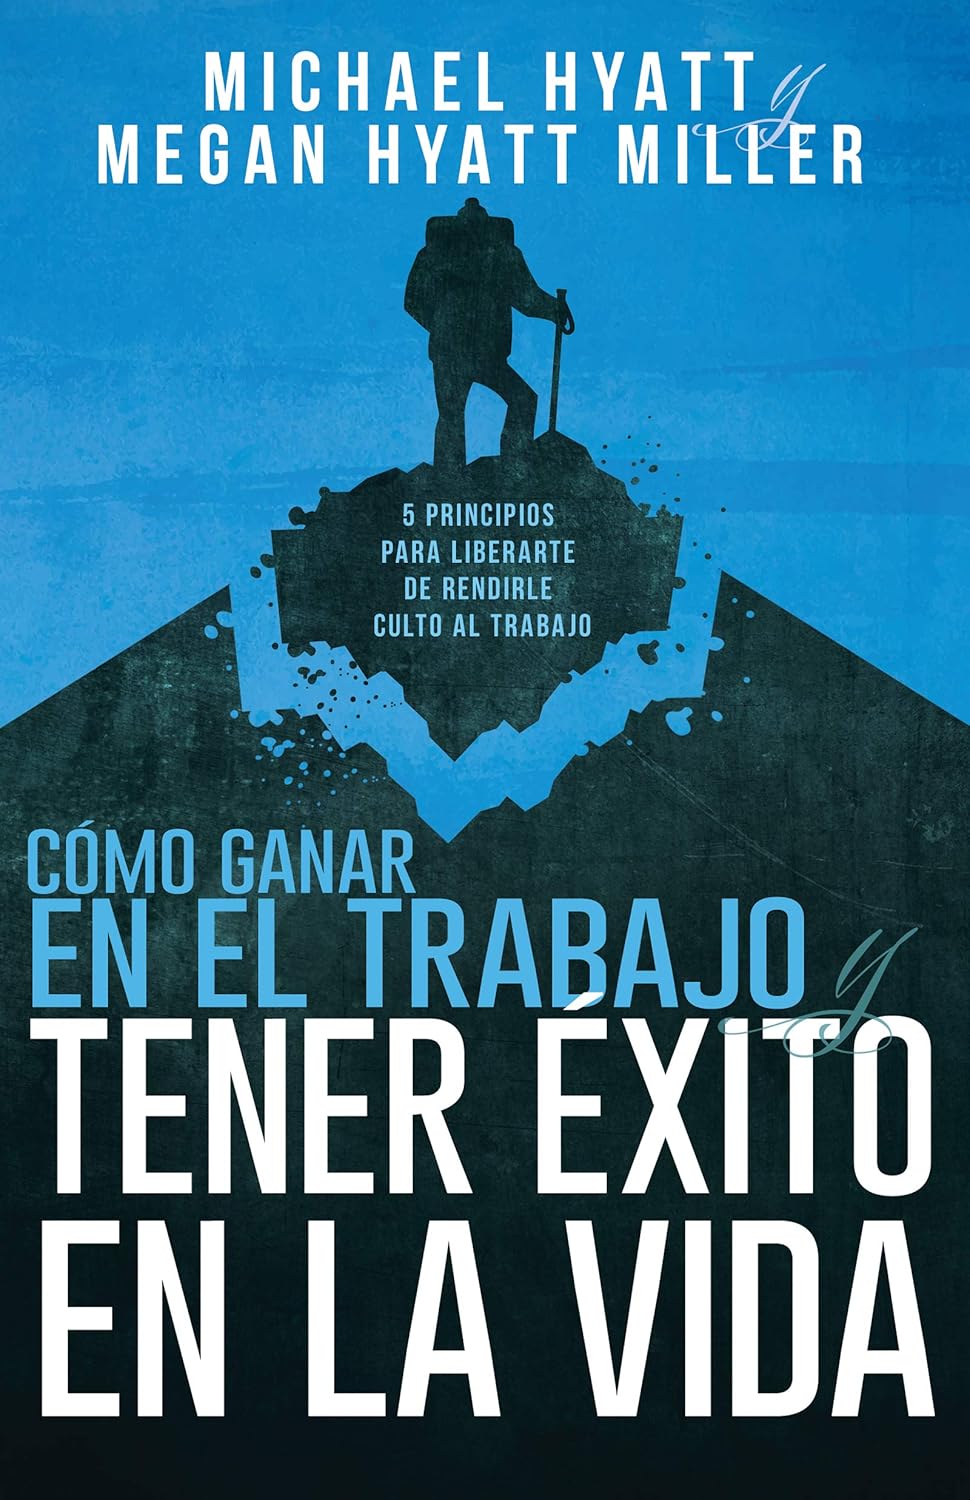 MICHAEL HYATT y
MEGAN HYATT MILLER
5 PRINCIPIOS
PARA LIBERARTE
DE RENDIRLE
CULTO AL TRABAJO
CÓMO GANAR
EN EL TRABAJO y
TENER ÉXITO
EN LA VIDA